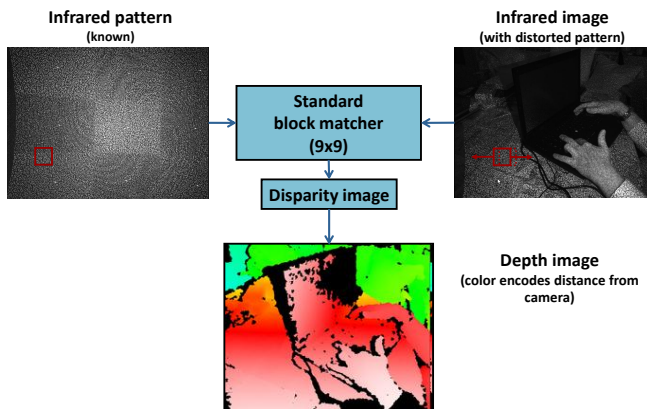 Infrared pattern
(known)
Infrared image
(with distorted pattern)
Standard
block matcher
(9x9)
Disparity image
Depth image
(color encodes distance from
camera)